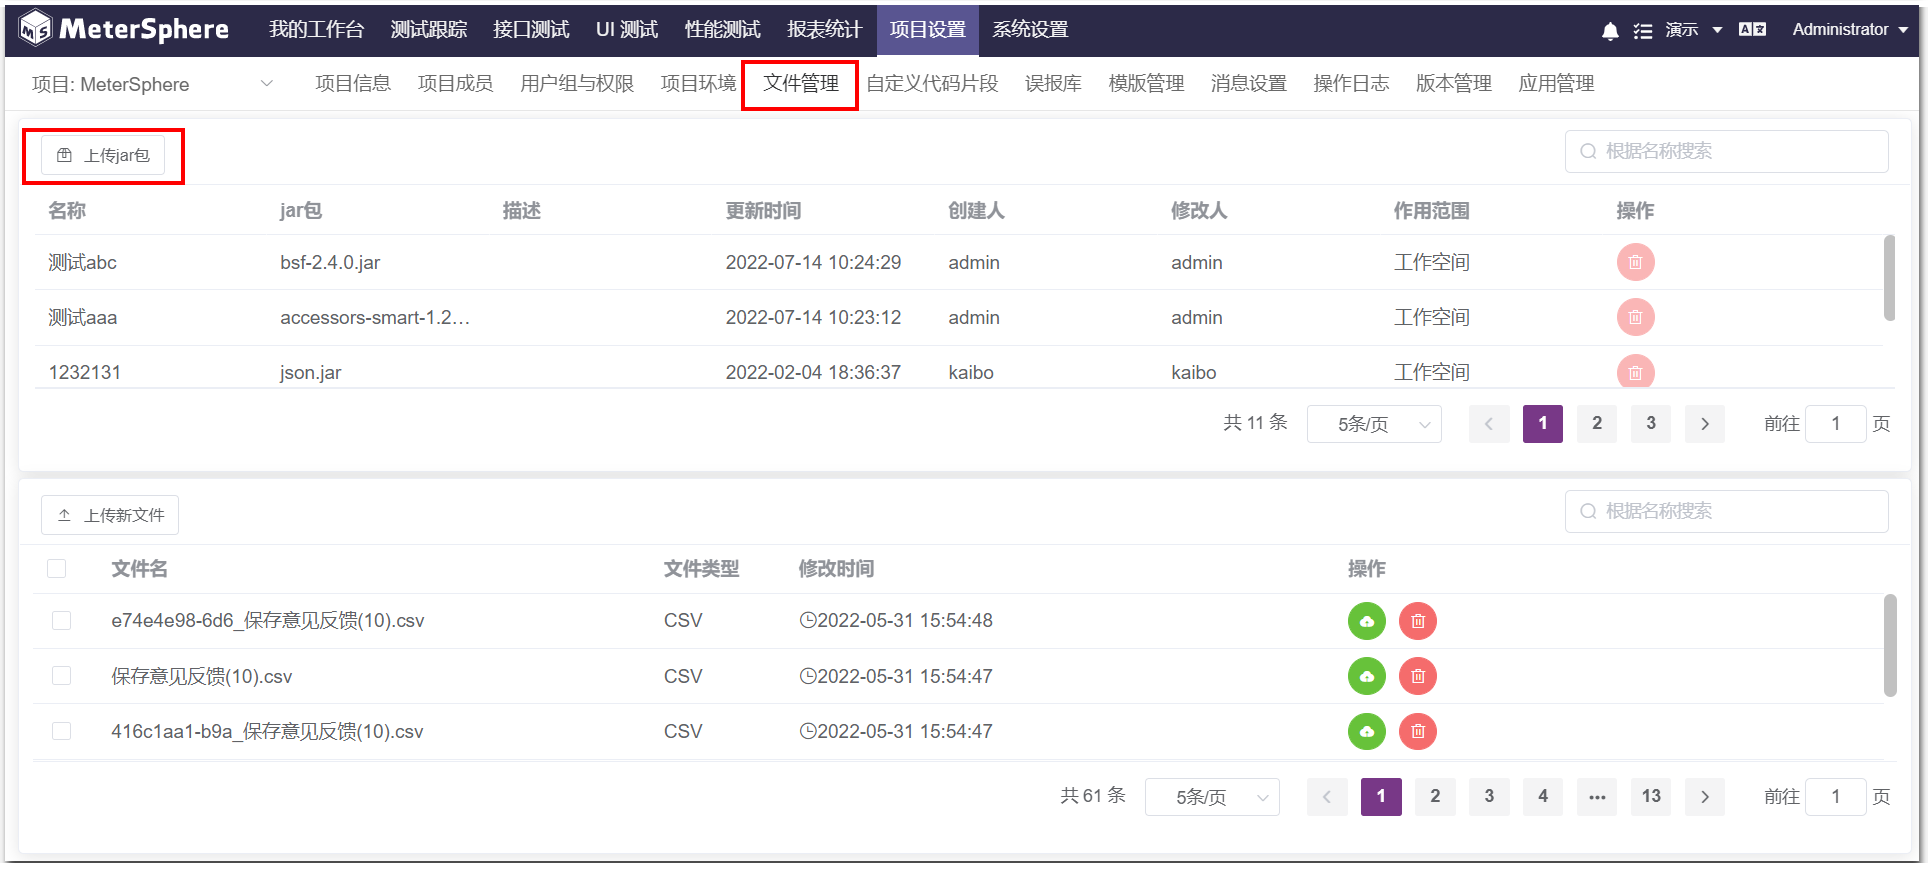 MeterSphere 我的工作台 测试跟踪 接口测试 UI 测试 性能测试 报表统计 项目设置 系统设置 演示 Administrator
项目: MeterSphere 项目信息 项目成员 用户组与权限 项目环境 文件管理 自定义代码片段 误报库 模版管理 消息设置 操作日志 版本管理 应用管理
上传jar包 根据名称搜索
名称 jar包 描述 更新时间 创建人 修改人 作用范围 操作
测试abc bsf-2.4.0.jar 2022-07-14 10:24:29 admin admin 工作空间
测试aaa accessors-smart-1.2... 2022-07-14 10:23:12 admin admin 工作空间
1232131 json.jar 2022-02-04 18:36:37 kaibo kaibo 工作空间
共 11 条 5条/页 1 2 3 前往 1 页
上传新文件 根据名称搜索
文件名 文件类型 修改时间 操作
e74e4e98-6d6_保存意见反馈(10).csv CSV 2022-05-31 15:54:48
保存意见反馈(10).csv CSV 2022-05-31 15:54:47
416c1aa1-b9a_保存意见反馈(10).csv CSV 2022-05-31 15:54:47
共 61 条 5条/页 1 2 3 4 ... 13 前往 1 页